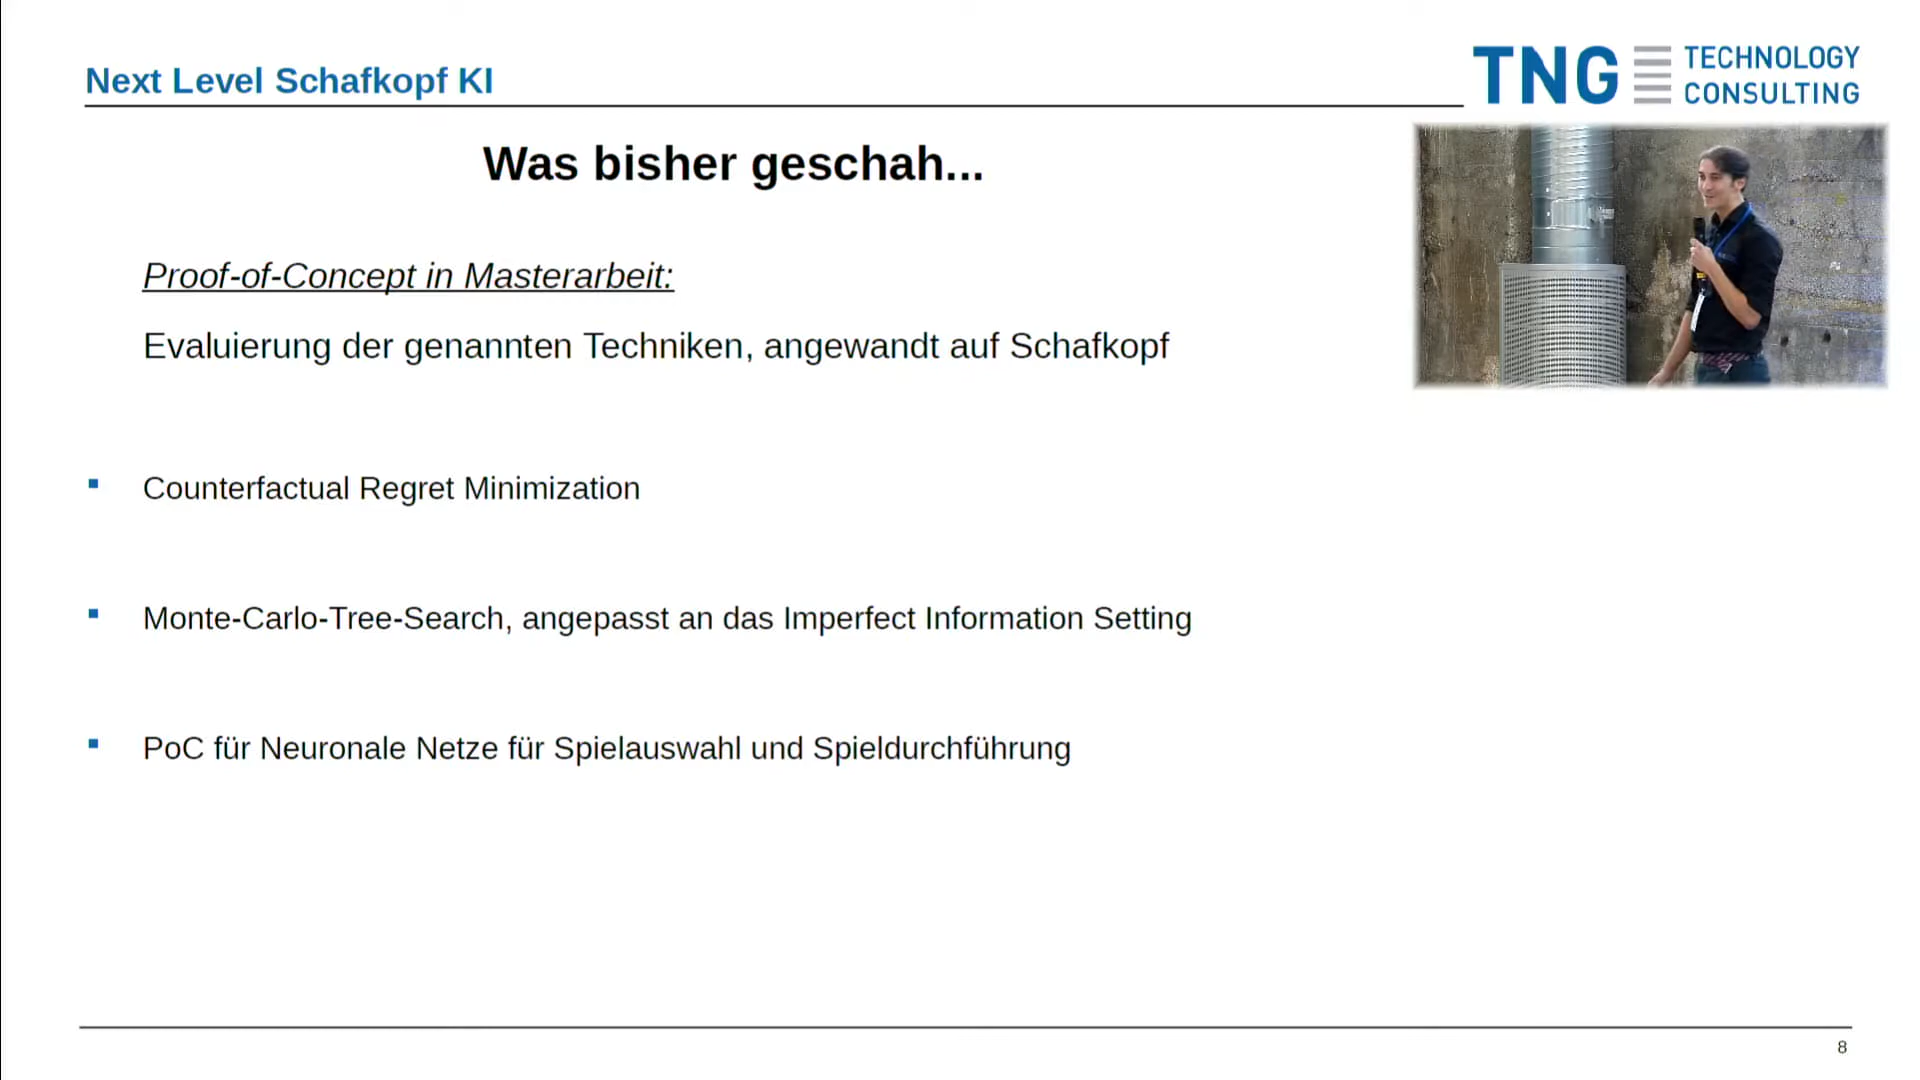 Next Level Schafkopf KI
TNG TECHNOLOGY CONSULTING
Was bisher geschah...
Proof-of-Concept in Masterarbeit:
Evaluierung der genannten Techniken, angewandt auf Schafkopf
Counterfactual Regret Minimization
Monte-Carlo-Tree-Search, angepasst an das Imperfect Information Setting
PoC für Neuronale Netze für Spielauswahl und Spieldurchführung
8